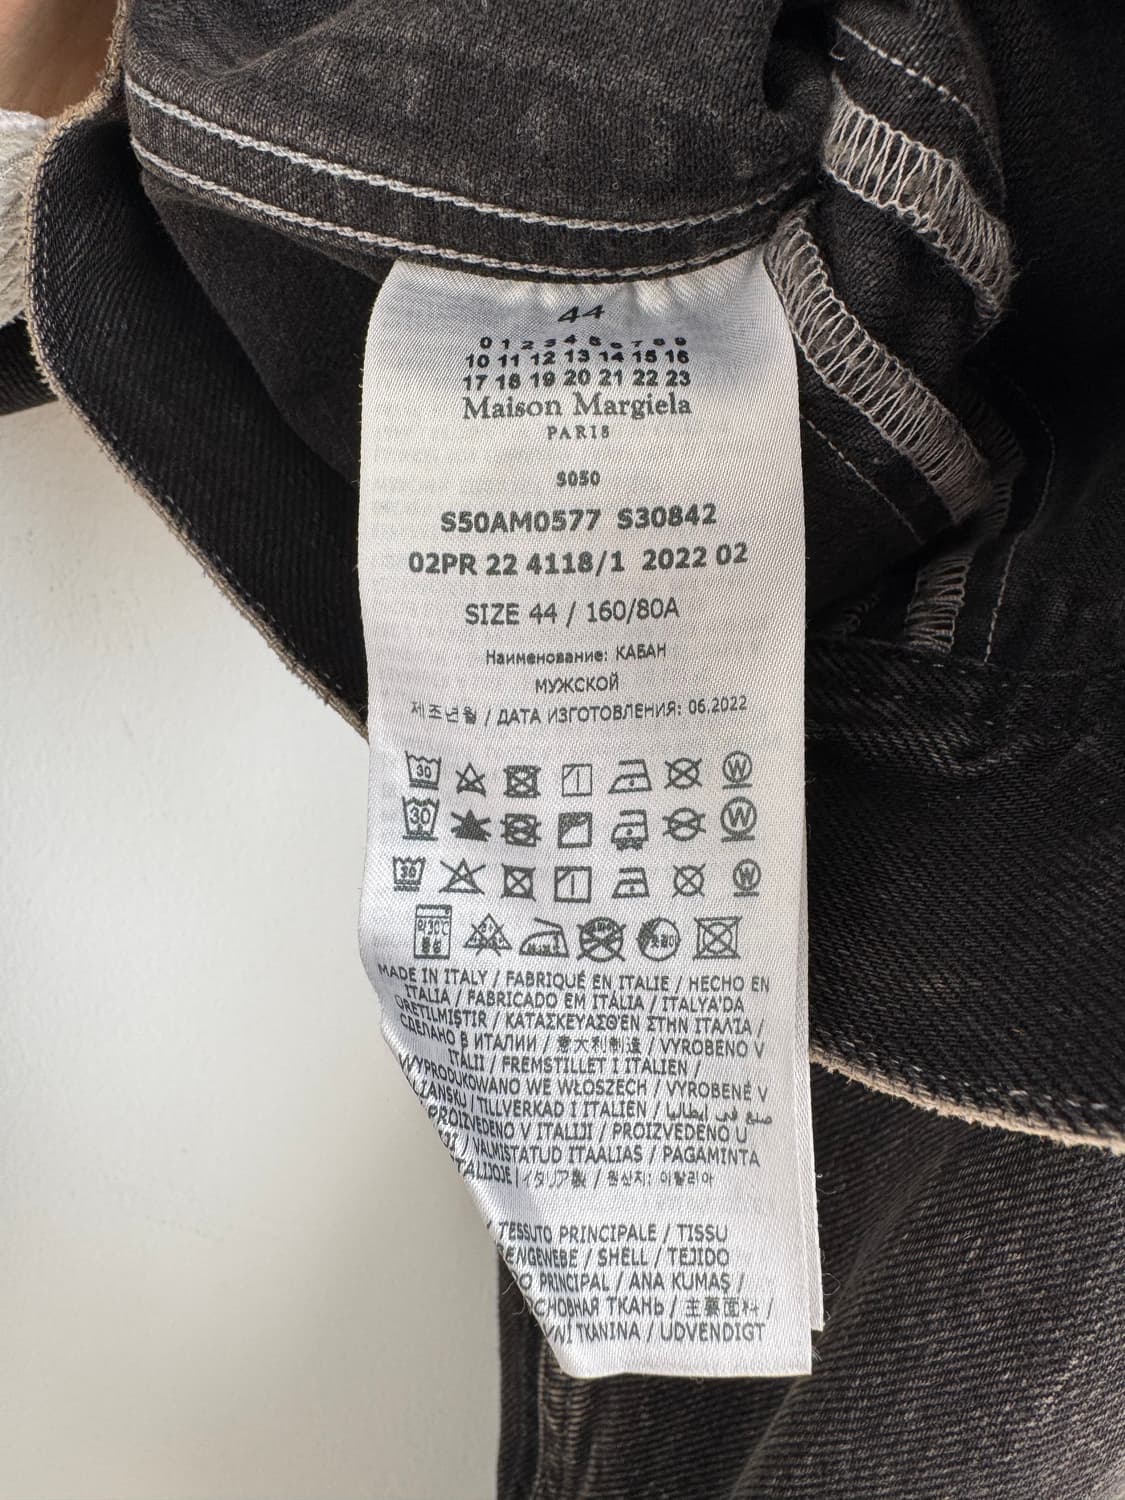 44
0 1 2 3 4 5 6 7 8 9
10 11 12 13 14 15 16
17 18 19 20 21 22 23
Maison Margiela
PARIS
S050
S50AM0577 S30842
02PR 22 4118/1 2022 02
SIZE 44 / 160/80A
Наименование: КАБАН
МУЖСКОЙ
제조년월 / ДАТА ИЗГОТОВЛЕНИЯ: 06.2022
30 W
30 W
30 W
MADE IN ITALY / FABRIQUÉ EN ITALIE / HECHO EN
ITALIA / FABRICADO EM ITÁLIA / ITALYA'DA
ÜRETILMIŞTIR / ΚΑΤΑΣΚΕΥΑΣΘΕΝ ΣΤΗΝ ΙΤΑΛΙΑ /
СДЕЛАНО В ИТАЛИИ / 意大利制造 / VYROBENO V
ITÁLII / FREMSTILLET I ITALIEN /
WYPRODUKOWANO WE WŁOSZECH / VYROBENÉ V
/ TILLVERKAD I ITALIEN / صنع في إيطاليا
PROIZVEDENO V ITALIJI / PROIZVEDENO U
/ VALMISTATUD ITAALIAS / PAGAMINTA
ITALIJOJE | イタリア製 / 원산지: 이탈리아
TESSUTO PRINCIPALE / TISSU
/ SHELL / TEJIDO
PRINCIPAL / ANA KUMAŞ /
ОСНОВНАЯ ТКАНЬ / 主要面料 /
TKANINA / UDVENDIGT